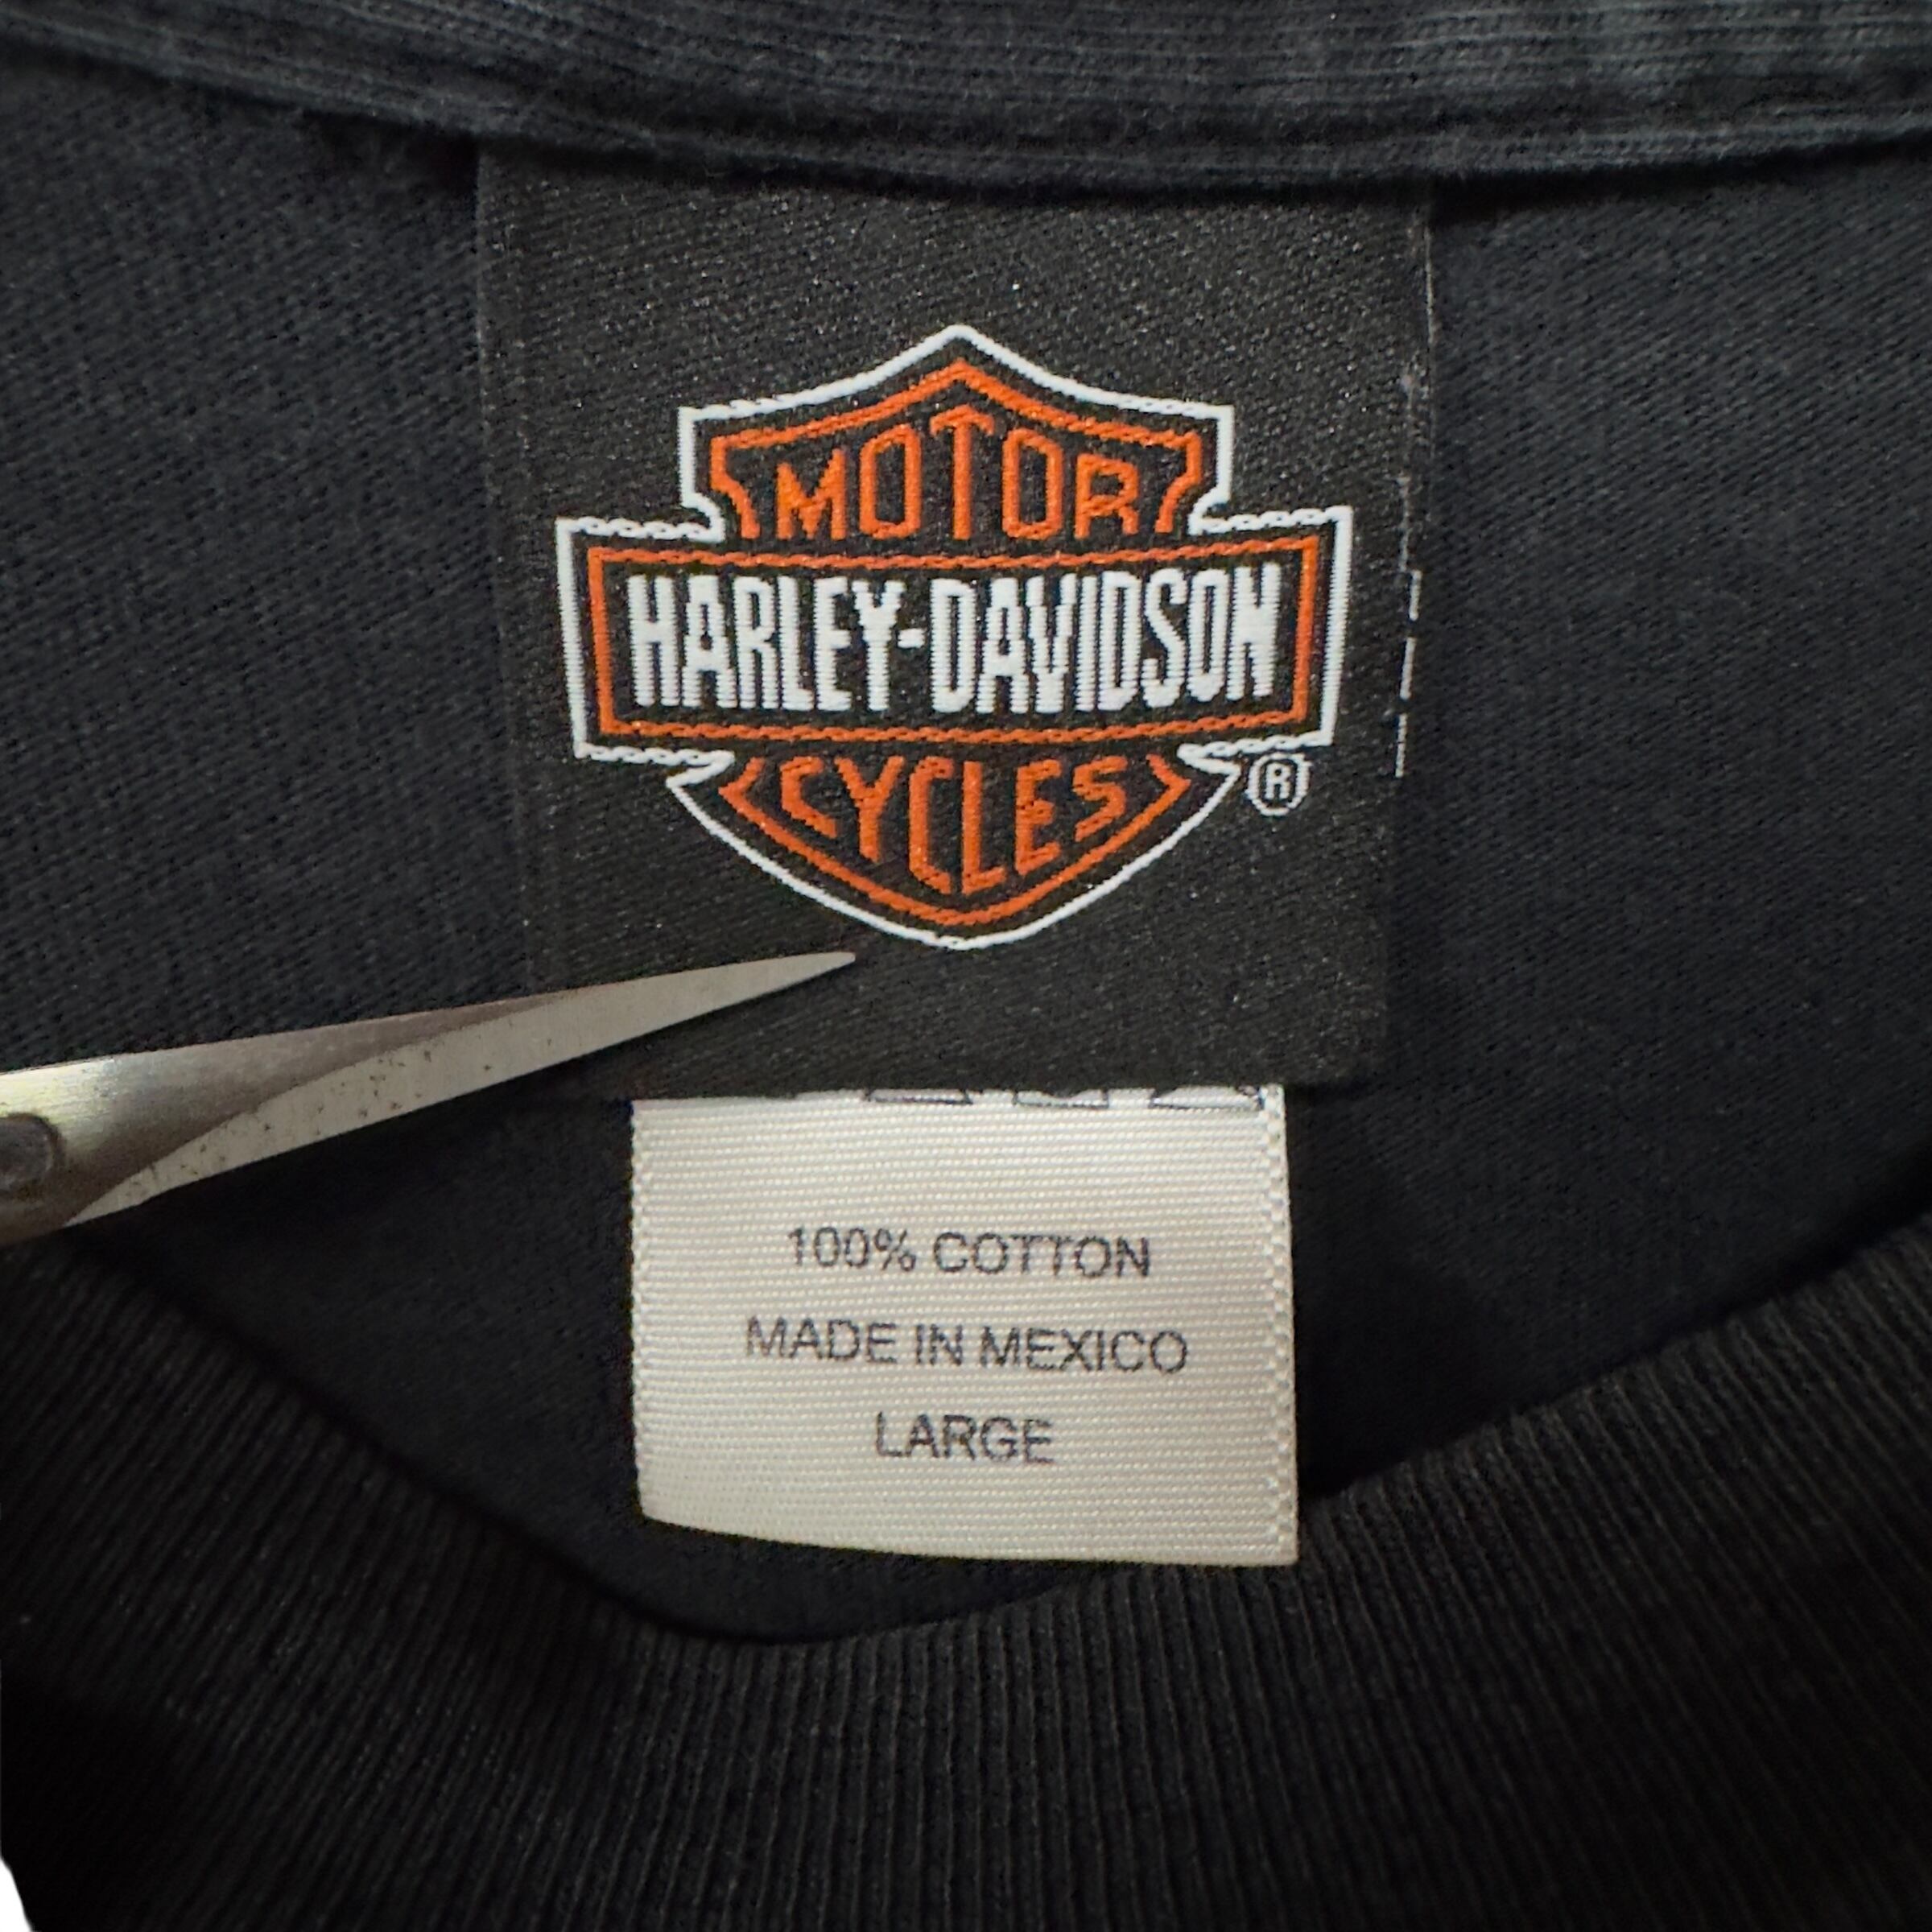 MOTOR
HARLEY-DAVIDSON
CYCLES
®
100% COTTON
MADE IN MEXICO
LARGE